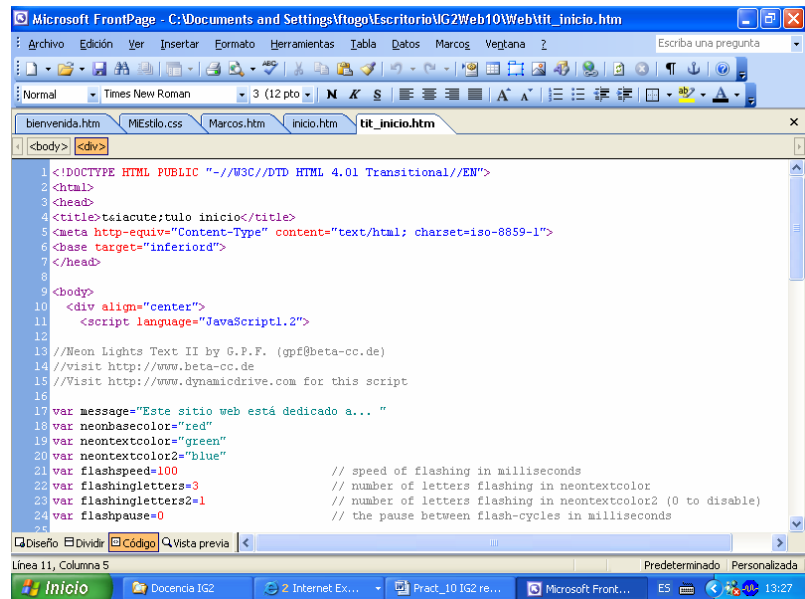 Microsoft FrontPage - C:\Documents and Settings\ftogo\Escritorio\IG2Web10\Web\tit_inicio.htm
Archivo Edición Ver Insertar Formato Herramientas Tabla Datos Marcos Ventana ? Escriba una pregunta
Normal Times New Roman 3 (12 pto N K S A A A
bienvenida.htm MiEstilo.css Marcos.htm inicio.htm tit_inicio.htm
<body> <div>
1 <!DOCTYPE HTML PUBLIC "-//W3C//DTD HTML 4.01 Transitional//EN">
2 <html>
3 <head>
4 <title>t&iacute;tulo inicio</title>
5 <meta http-equiv="Content-Type" content="text/html; charset=iso-8859-1">
6 <base target="inferiord">
7 </head>
8
9 <body>
10 <div align="center">
11 <script language="JavaScript1.2">
12
13 //Neon Lights Text II by G.P.F. (gpf@beta-cc.de)
14 //visit http://www.beta-cc.de
15 //Visit http://www.dynamicdrive.com for this script
16
17 var message="Este sitio web está dedicado a... "
18 var neonbasecolor="red"
19 var neontextcolor="green"
20 var neontextcolor2="blue"
21 var flashspeed=100 // speed of flashing in milliseconds
22 var flashingletters=3 // number of letters flashing in neontextcolor
23 var flashingletters2=1 // number of letters flashing in neontextcolor2 (0 to disable)
24 var flashpause=0 // the pause between flash-cycles in milliseconds
25
Diseño Dividir Código Vista previa
Línea 11, Columna 5 Predeterminado Personalizada
Inicio Docencia IG2 2 Internet Ex... Pract_10 IG2 re... Microsoft Front... ES 13:27